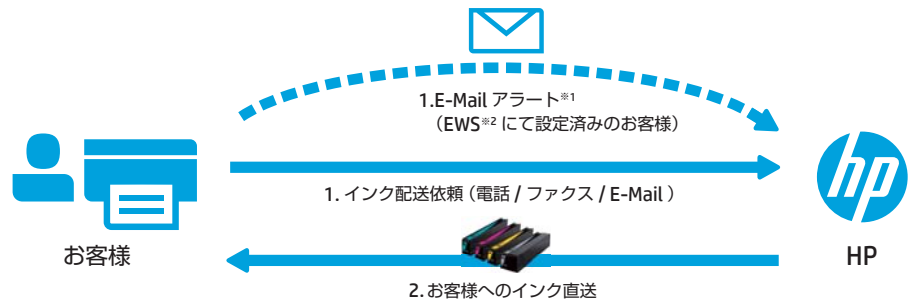 1.E-Mail アラート※1
（EWS※2 にて設定済みのお客様）
1. インク配送依頼（電話 / ファクス / E-Mail ）
hp
お客様
HP
2. お客様へのインク直送